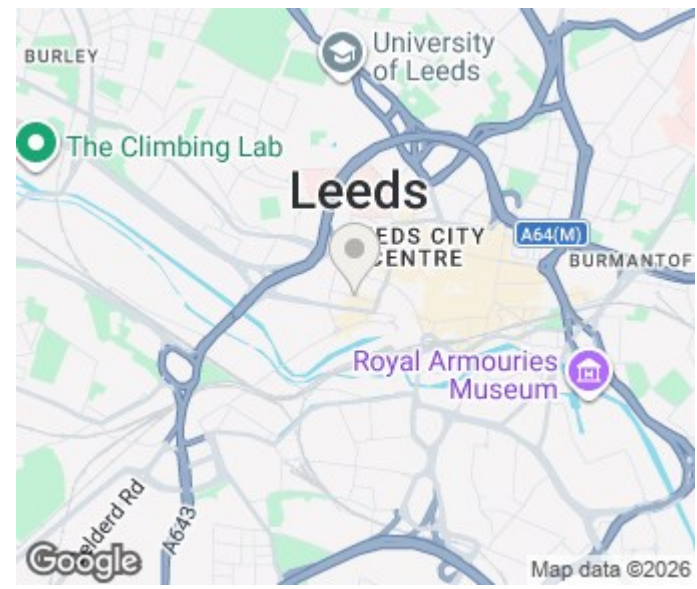 BURLEY
University
of Leeds
The Climbing Lab
Leeds
EDS CITY
CENTRE
A64(M)
BURMANTOF
Royal Armouries
Museum
elderd Rd
A643
Google
Map data ©2026